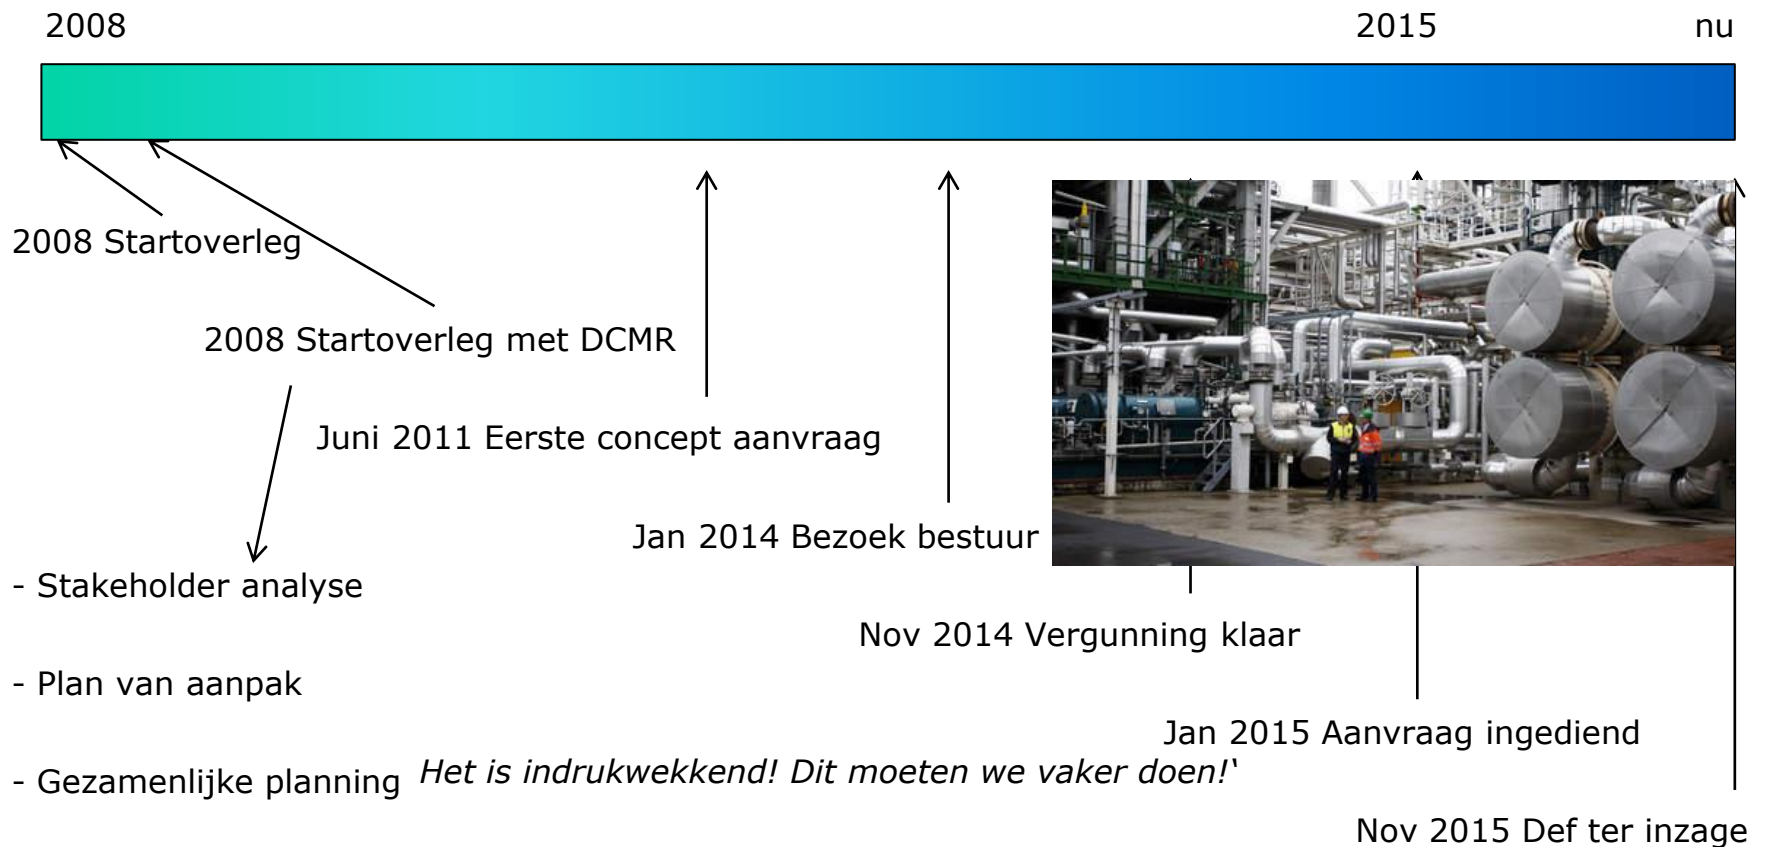 2008
2015
nu
2008 Startoverleg
2008 Startoverleg met DCMR
Juni 2011 Eerste concept aanvraag
Jan 2014 Bezoek bestuur
- Stakeholder analyse
Nov 2014 Vergunning klaar
- Plan van aanpak
Jan 2015 Aanvraag ingediend
- Gezamenlijke planning
Het is indrukwekkend! Dit moeten we vaker doen!‘
Nov 2015 Def ter inzage